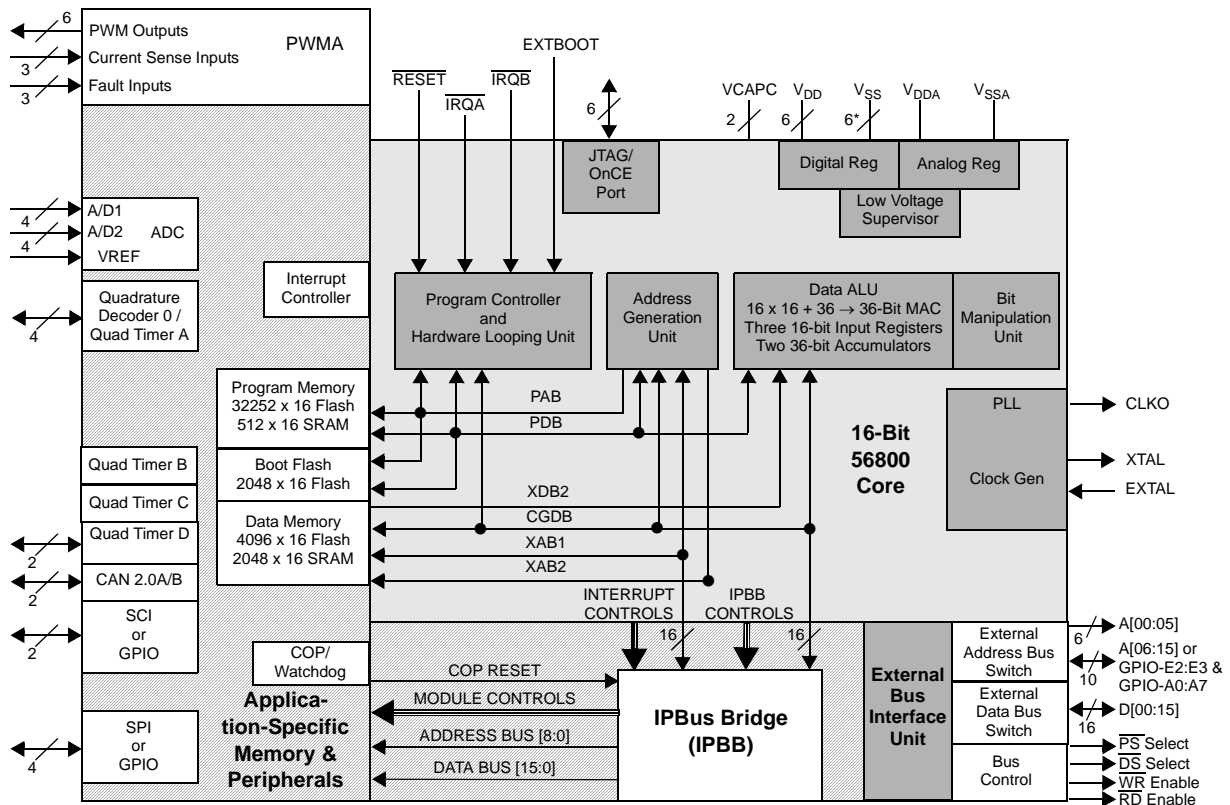 6
PWM Outputs
PWMA
Current Sense Inputs
3
Fault Inputs
3
EXTBOOT
RESET
IRQB
IRQA
6
VCAPC
VDD
VSS
VDDA
VSSA
2
6
6*
JTAG/
OnCE
Port
Digital Reg
Analog Reg
Low Voltage
Supervisor
4
A/D1
4
A/D2
ADC
VREF
Quadrature
Decoder 0 /
Quad Timer A
4
Interrupt
Controller
Program Controller
and
Hardware Looping Unit
Address
Generation
Unit
Data ALU
16 x 16 + 36 → 36-Bit MAC
Three 16-bit Input Registers
Two 36-bit Accumulators
Bit
Manipulation
Unit
Program Memory
32252 x 16 Flash
512 x 16 SRAM
PAB
PDB
PLL
Clock Gen
CLKO
XTAL
EXTAL
16-Bit
56800
Core
Quad Timer B
Boot Flash
2048 x 16 Flash
Quad Timer C
XDB2
CGDB
XAB1
XAB2
Data Memory
4096 x 16 Flash
2048 x 16 SRAM
Quad Timer D
2
CAN 2.0A/B
2
SCI
or
GPIO
2
INTERRUPT
CONTROLS
IPBB
CONTROLS
16
16
COP/
Watchdog
COP RESET
MODULE CONTROLS
ADDRESS BUS [8:0]
DATA BUS [15:0]
Applica-
tion-Specific
Memory &
Peripherals
SPI
or
GPIO
4
IPBus Bridge
(IPBB)
External
Bus
Interface
Unit
External
Address Bus
Switch
External
Data Bus
Switch
Bus
Control
6
A[00:05]
A[06:15] or
GPIO-E2:E3 &
GPIO-A0:A7
10
D[00:15]
16
PS Select
DS Select
WR Enable
RD Enable